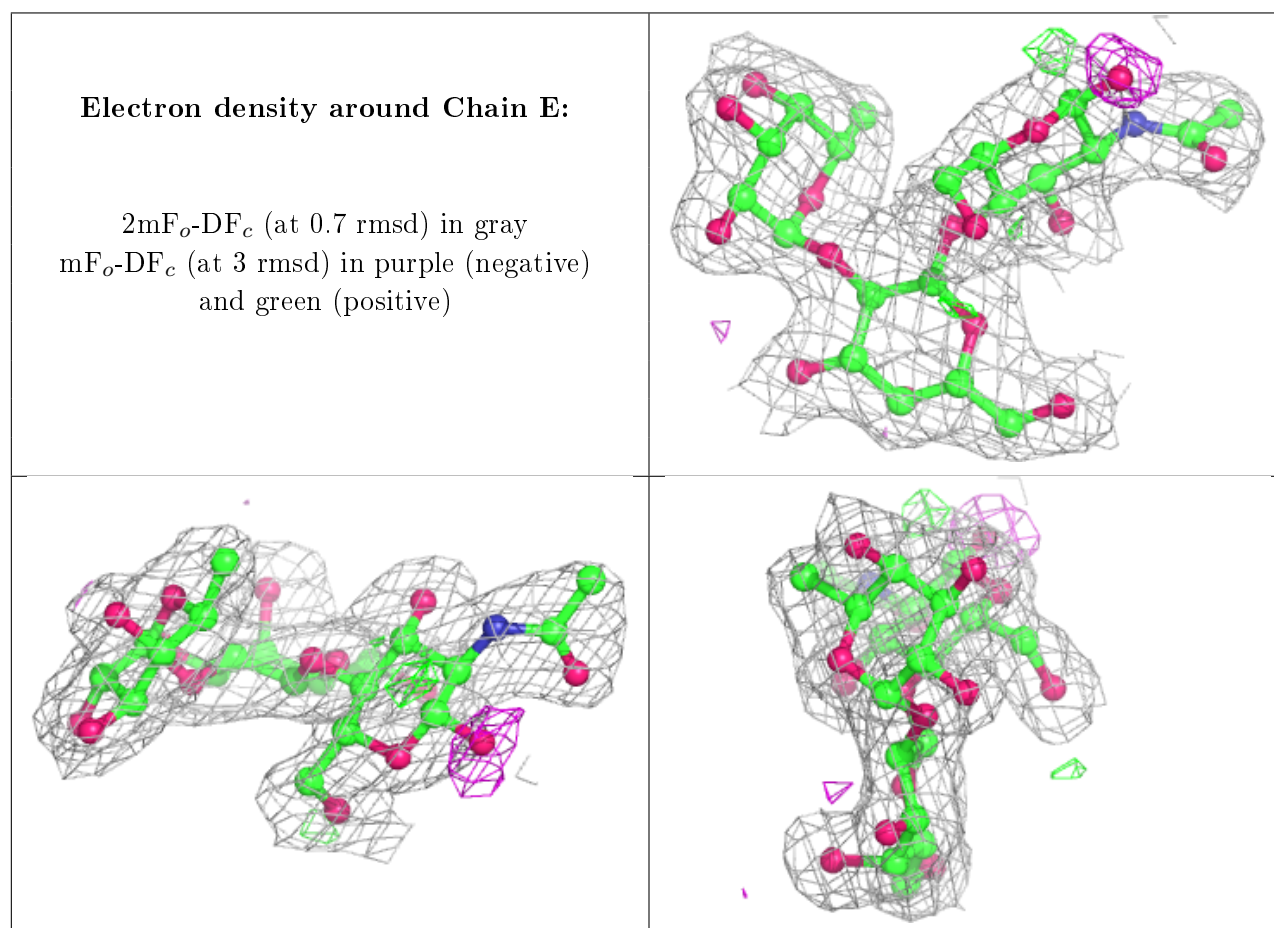 Electron density around Chain E:
2mFo-DFc (at 0.7 rmsd) in gray
mFo-DFc (at 3 rmsd) in purple (negative)
and green (positive)